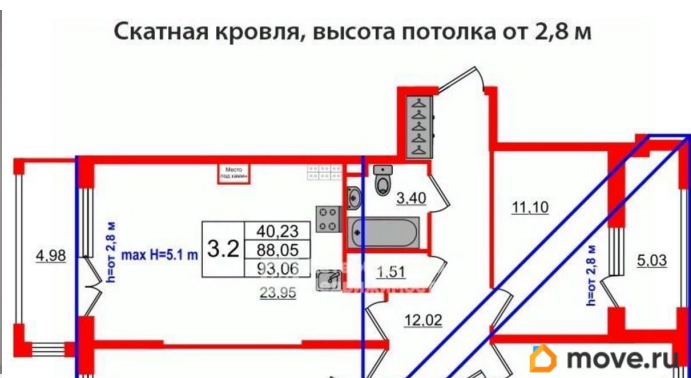 Скатная кровля, высота потолка от 2,8 м
Место
под камин
3.40
11.10
3.2
40,23
88.05
93,06
4.98
h=от 2,8 м
max H=5.1 m
h=от 2,8 м
5.03
1.51
23.95
12.02
move.ru